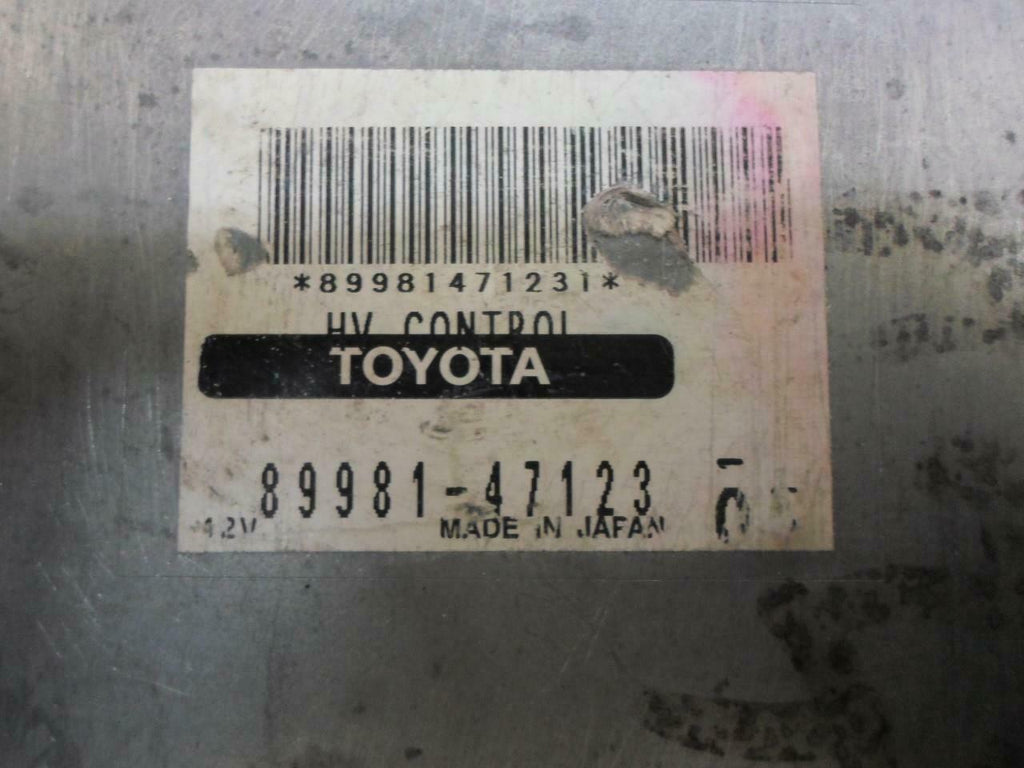 *89981471231*
HV CONTROL
TOYOTA
89981-47123
12V MADE IN JAPAN